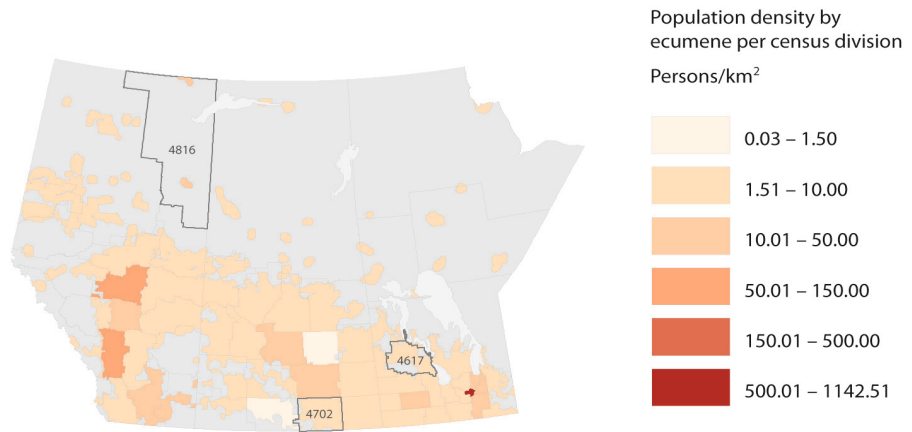 Population density by
ecumene per census division
Persons/km²
0.03 – 1.50
1.51 – 10.00
10.01 – 50.00
50.01 – 150.00
150.01 – 500.00
500.01 – 1142.51
4816
4617
4702